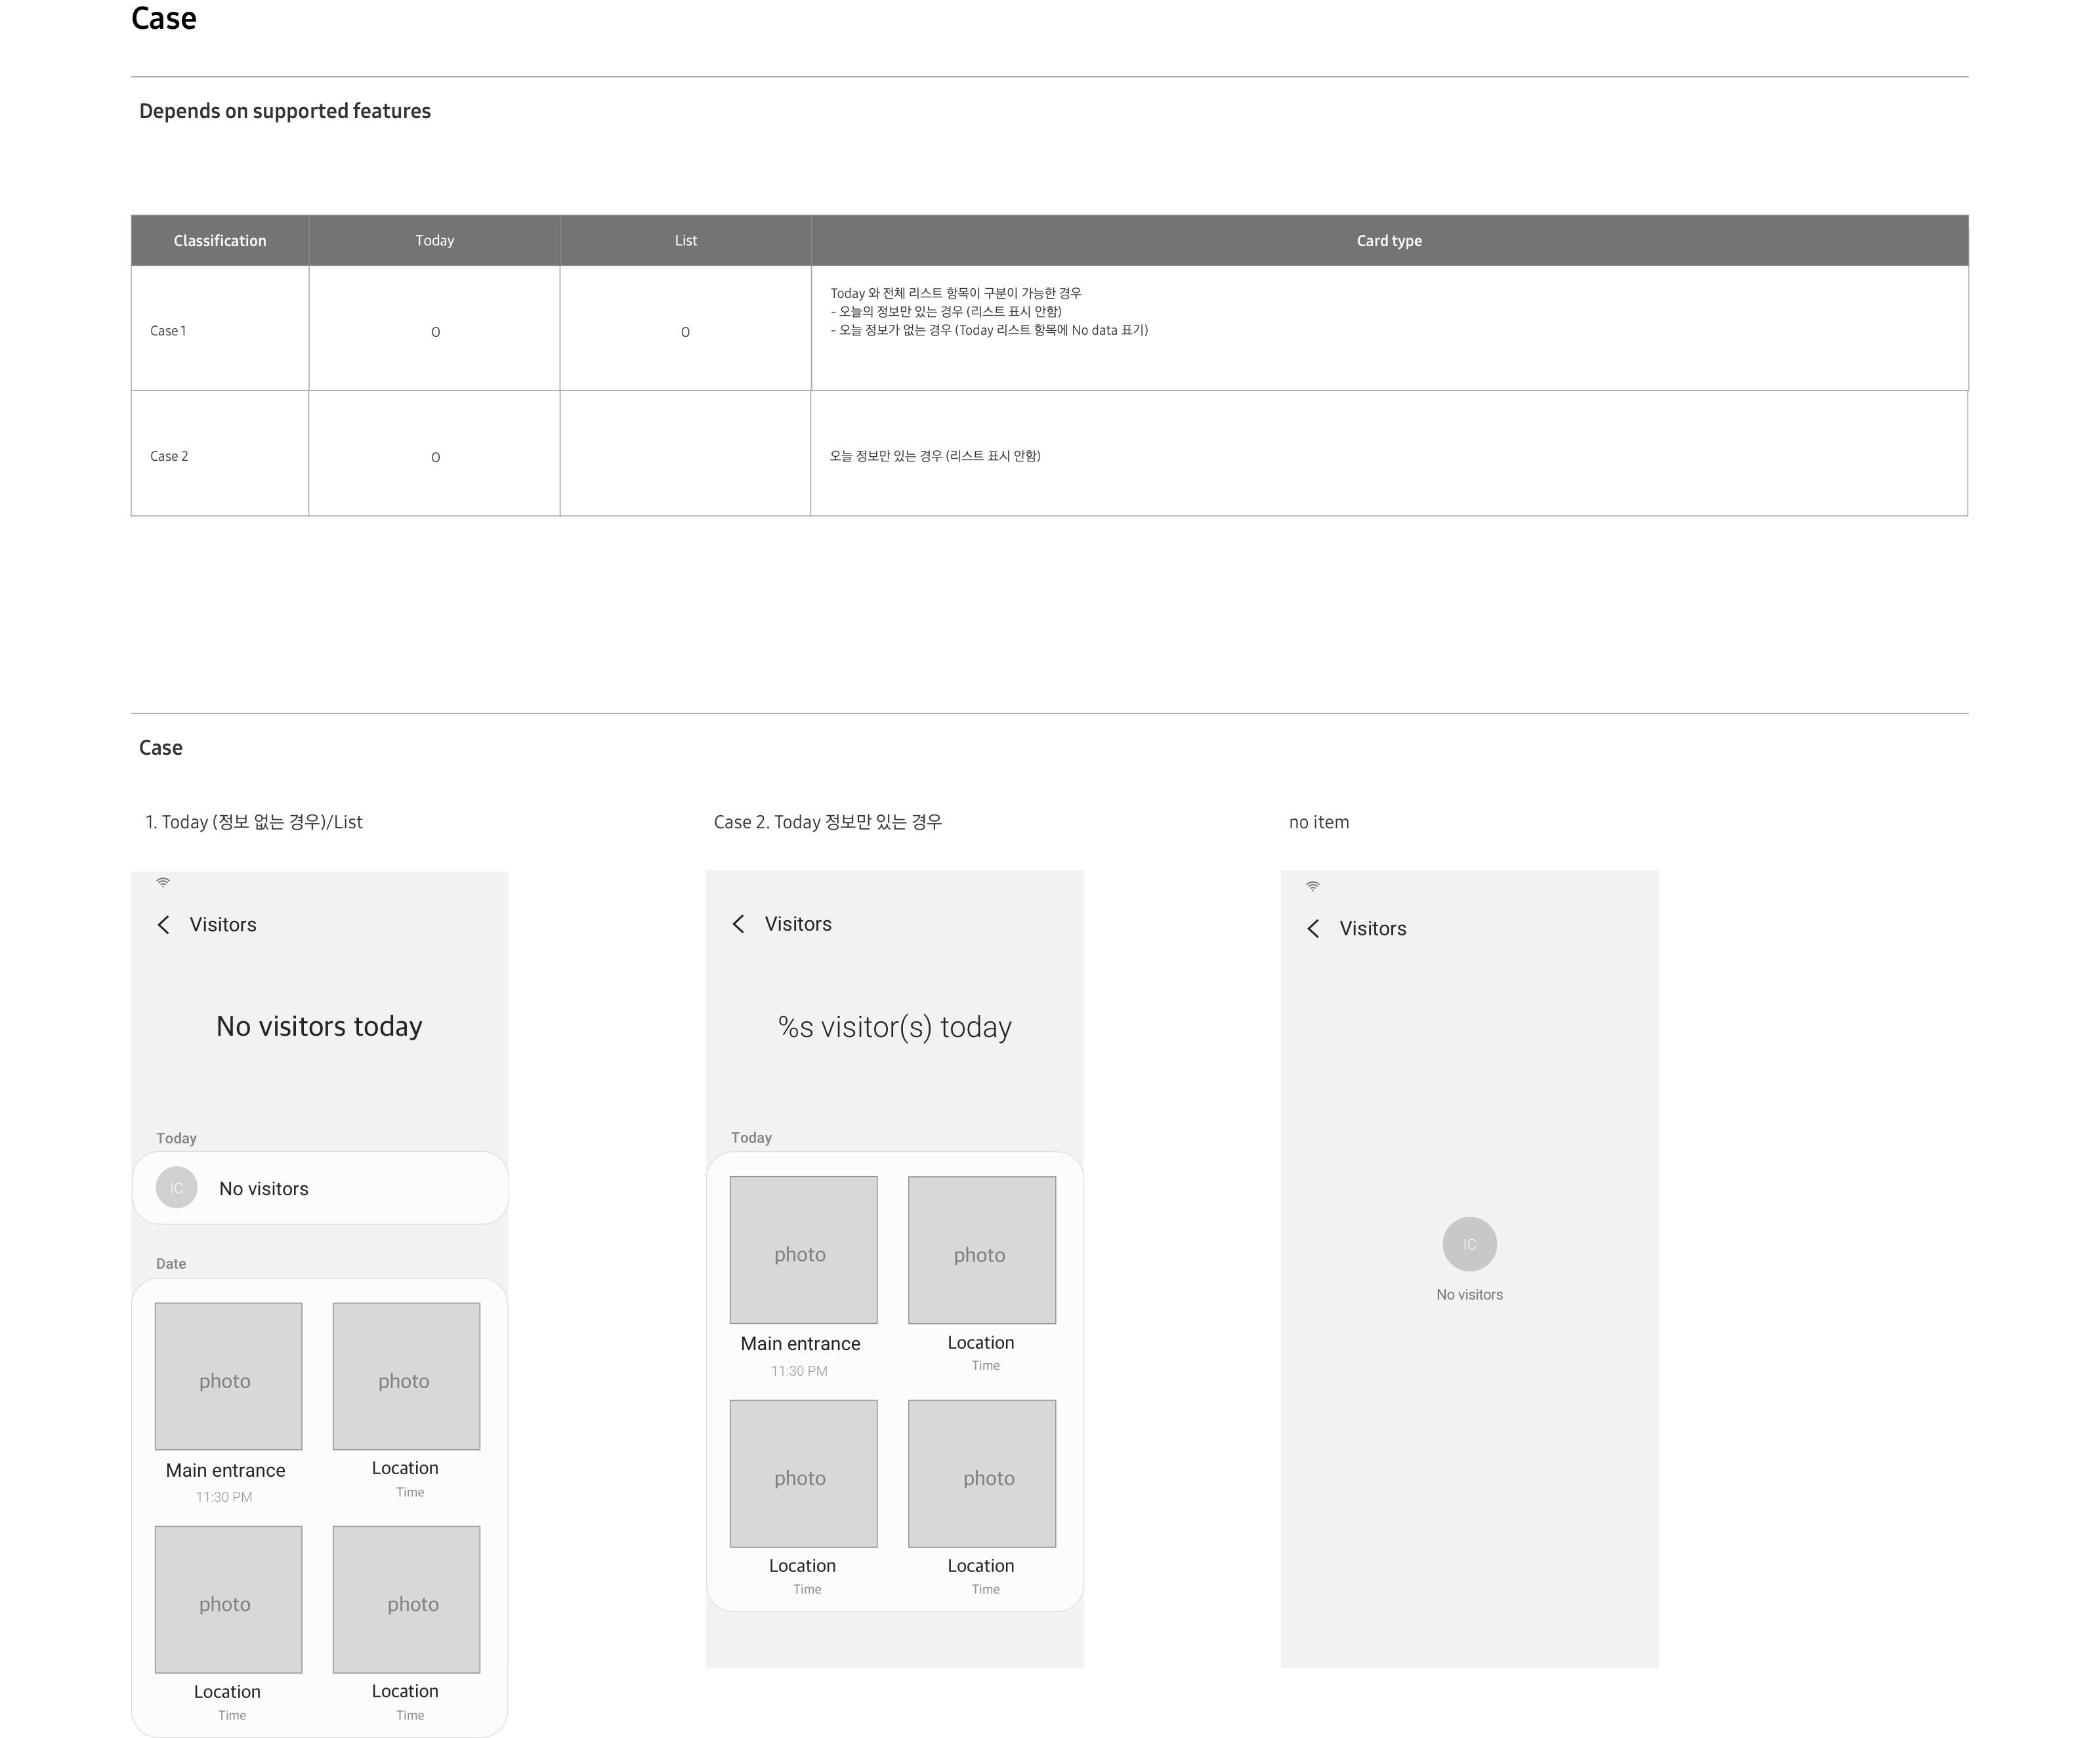 Case
Depends on supported features
Classification Today List Card type
Today 와 전체 리스트 항목이 구분이 가능한 경우
- 오늘의 정보만 있는 경우 (리스트 표시 안함)
Case 1 O O - 오늘 정보가 없는 경우 (Today 리스트 항목에 No data 표기)
Case 2 O 오늘 정보만 있는 경우 (리스트 표시 안함)
Case
1. Today (정보 없는 경우)/List
Visitors
No visitors today
Today
IC No visitors
Date
photo photo
Main entrance Location
11:30 PM Time
photo photo
Location Location
Time Time
Case 2. Today 정보만 있는 경우
Visitors
%s visitor(s) today
Today
photo photo
Main entrance Location
11:30 PM Time
photo photo
Location Location
Time Time
no item
Visitors
IC
No visitors